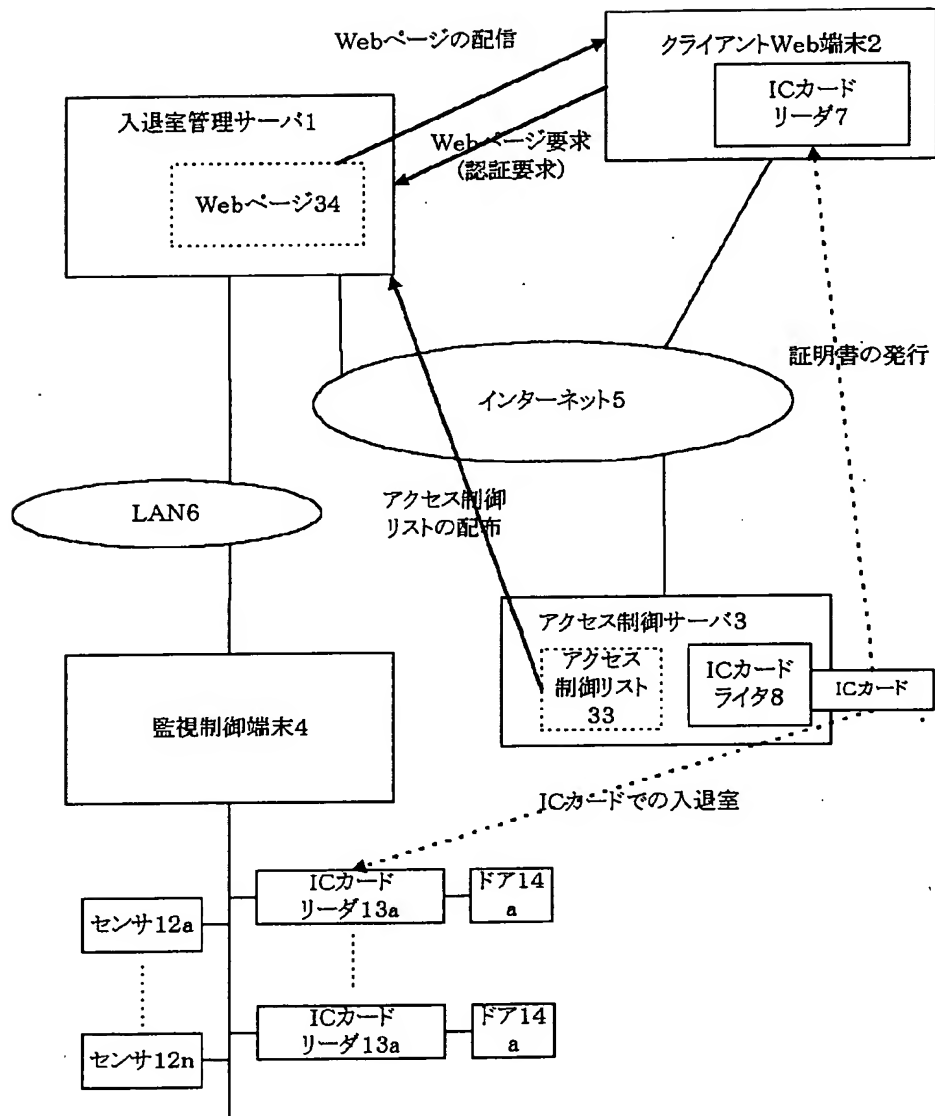 Webページの配信
クライアントWeb端末2
ICカード
リーダ7
入退室管理サーバ1
Webページ要求
(認証要求)
Webページ34
証明書の発行
インターネット5
アクセス制御
リストの配布
LAN6
アクセス制御サーバ3
アクセス
制御リスト
33
ICカード
ライタ8
ICカード
監視制御端末4
ICカードでの入退室
ICカード
リーダ13a
ドア14
a
センサ12a
ICカード
リーダ13a
ドア14
a
センサ12n